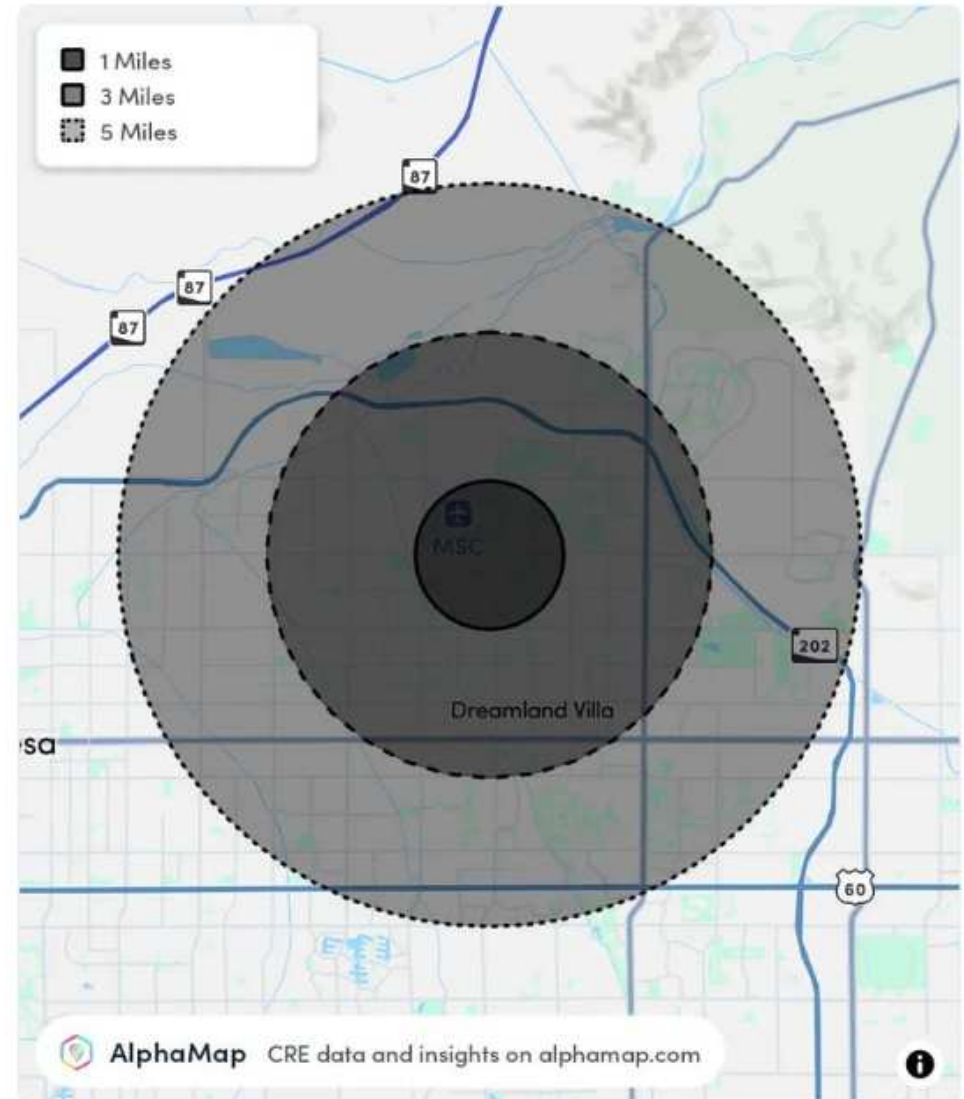 1 Miles
3 Miles
5 Miles
87
87
87
MSC
202
Dreamland Villa
sa
60
AlphaMap CRE data and insights on alphamap.com